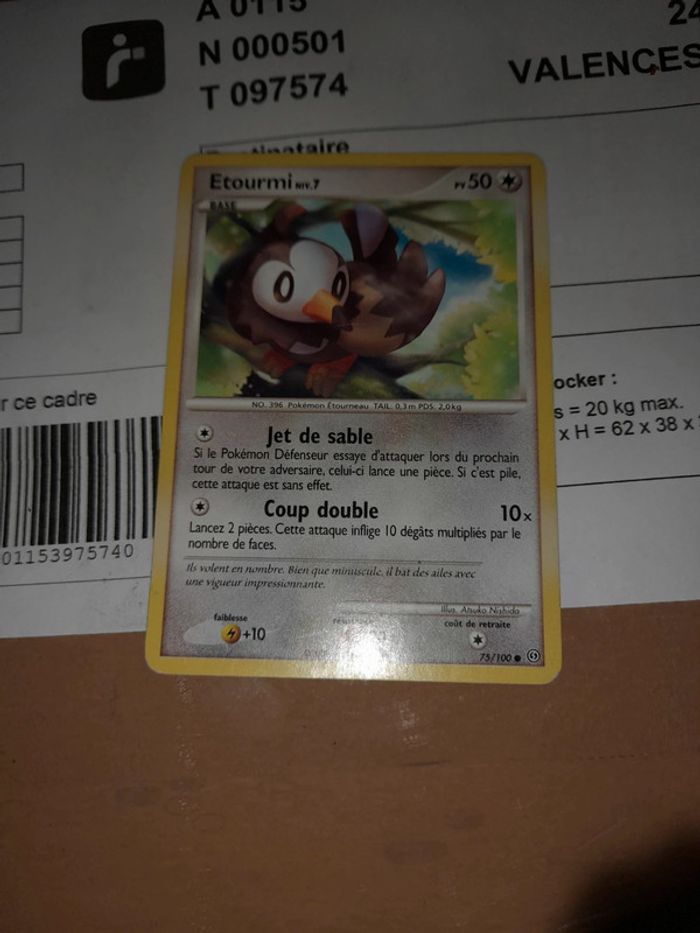 A 0115
24
N 000501
VALENCES
T 097574
Etourmi NIV.7
PV 50
BASE
NO. 396 Pokémon Étourneau TAIL. 0,3 m PDS. 2,0 kg
Jet de sable
Si le Pokémon Défenseur essaye d'attaquer lors du prochain
tour de votre adversaire, celui-ci lance une pièce. Si c'est pile,
cette attaque est sans effet.
Coup double 10x
Lancez 2 pièces. Cette attaque inflige 10 dégâts multipliés par le
nombre de faces.
Ils volent en nombre. Bien que minuscule, il bat des ailes avec
une vigueur impressionnante.
Illus. Atsuko Nishida
faiblesse
+10
coût de retraite
75/100
r ce cadre
01153975740
ocker :
s = 20 kg max.
x H = 62 x 38 x